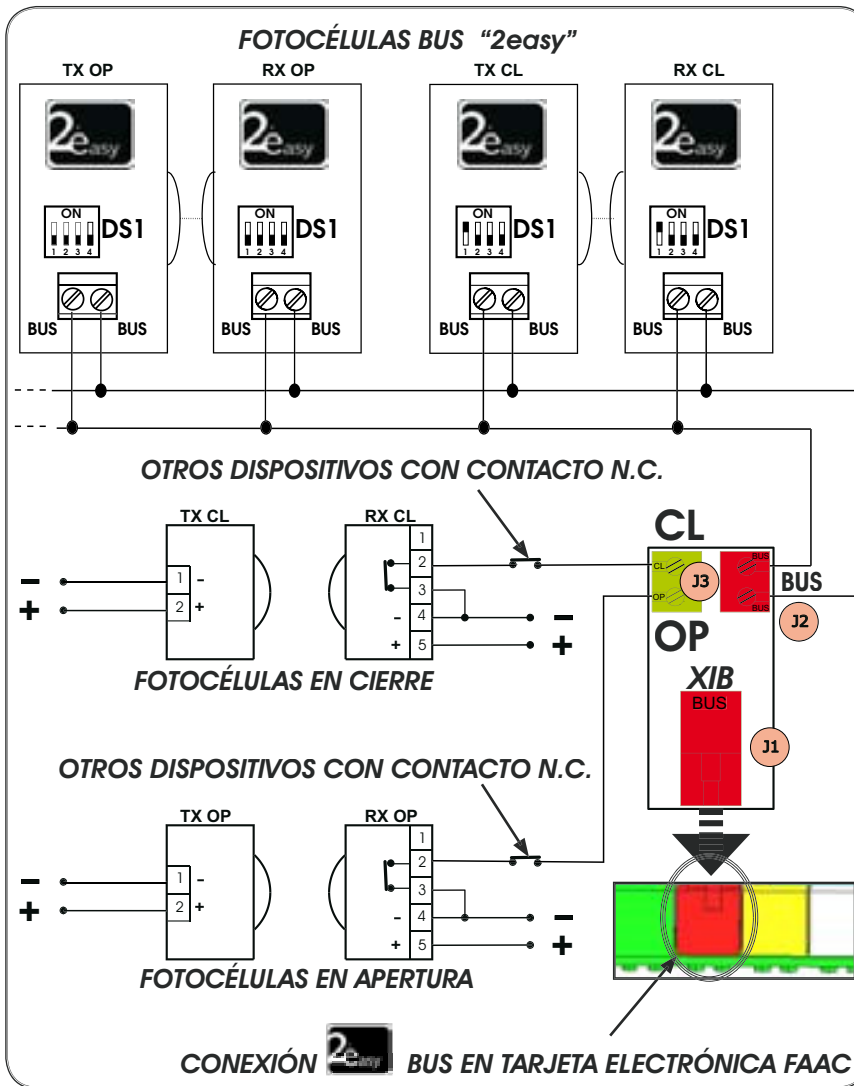 FOTOCÉLULAS BUS "2easy"
TX OP RX OP TX CL RX CL
2easy 2easy 2easy 2easy
ON ON ON ON
DS1 DS1 DS1 DS1
1 2 3 4 1 2 3 4 1 2 3 4 1 2 3 4
BUS BUS BUS BUS BUS BUS BUS BUS
OTROS DISPOSITIVOS CON CONTACTO N.C.
TX CL RX CL
CL
1
2
3
- 4 -
+ 5 +
- 1 -
+ 2 +
CL J3 BUS
OP BUS
BUS
J2
OP
FOTOCÉLULAS EN CIERRE
XIB
BUS
J1
OTROS DISPOSITIVOS CON CONTACTO N.C.
TX OP RX OP
1
2
3
- 4 -
+ 5 +
- 1 -
+ 2 +
FOTOCÉLULAS EN APERTURA
CONEXIÓN 2easy BUS EN TARJETA ELECTRÓNICA FAAC